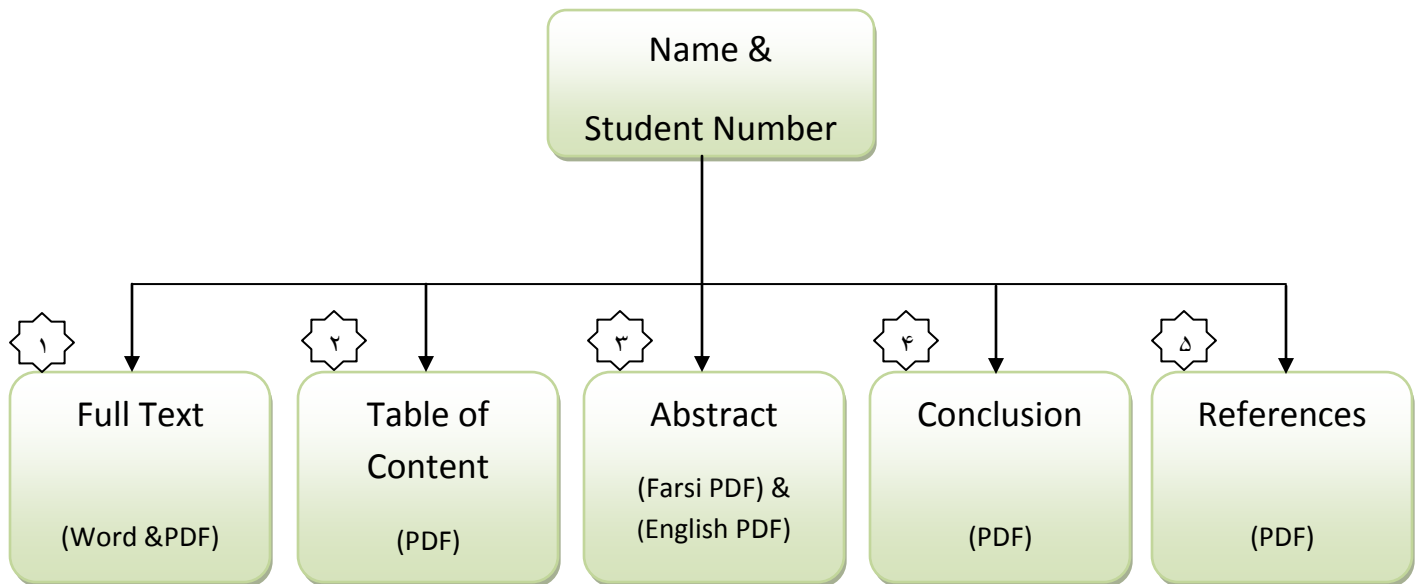 Name &
Student Number
۱
Full Text
(Word &PDF)
۲
Table of
Content
(PDF)
۳
Abstract
(Farsi PDF) &
(English PDF)
۴
Conclusion
(PDF)
۵
References
(PDF)